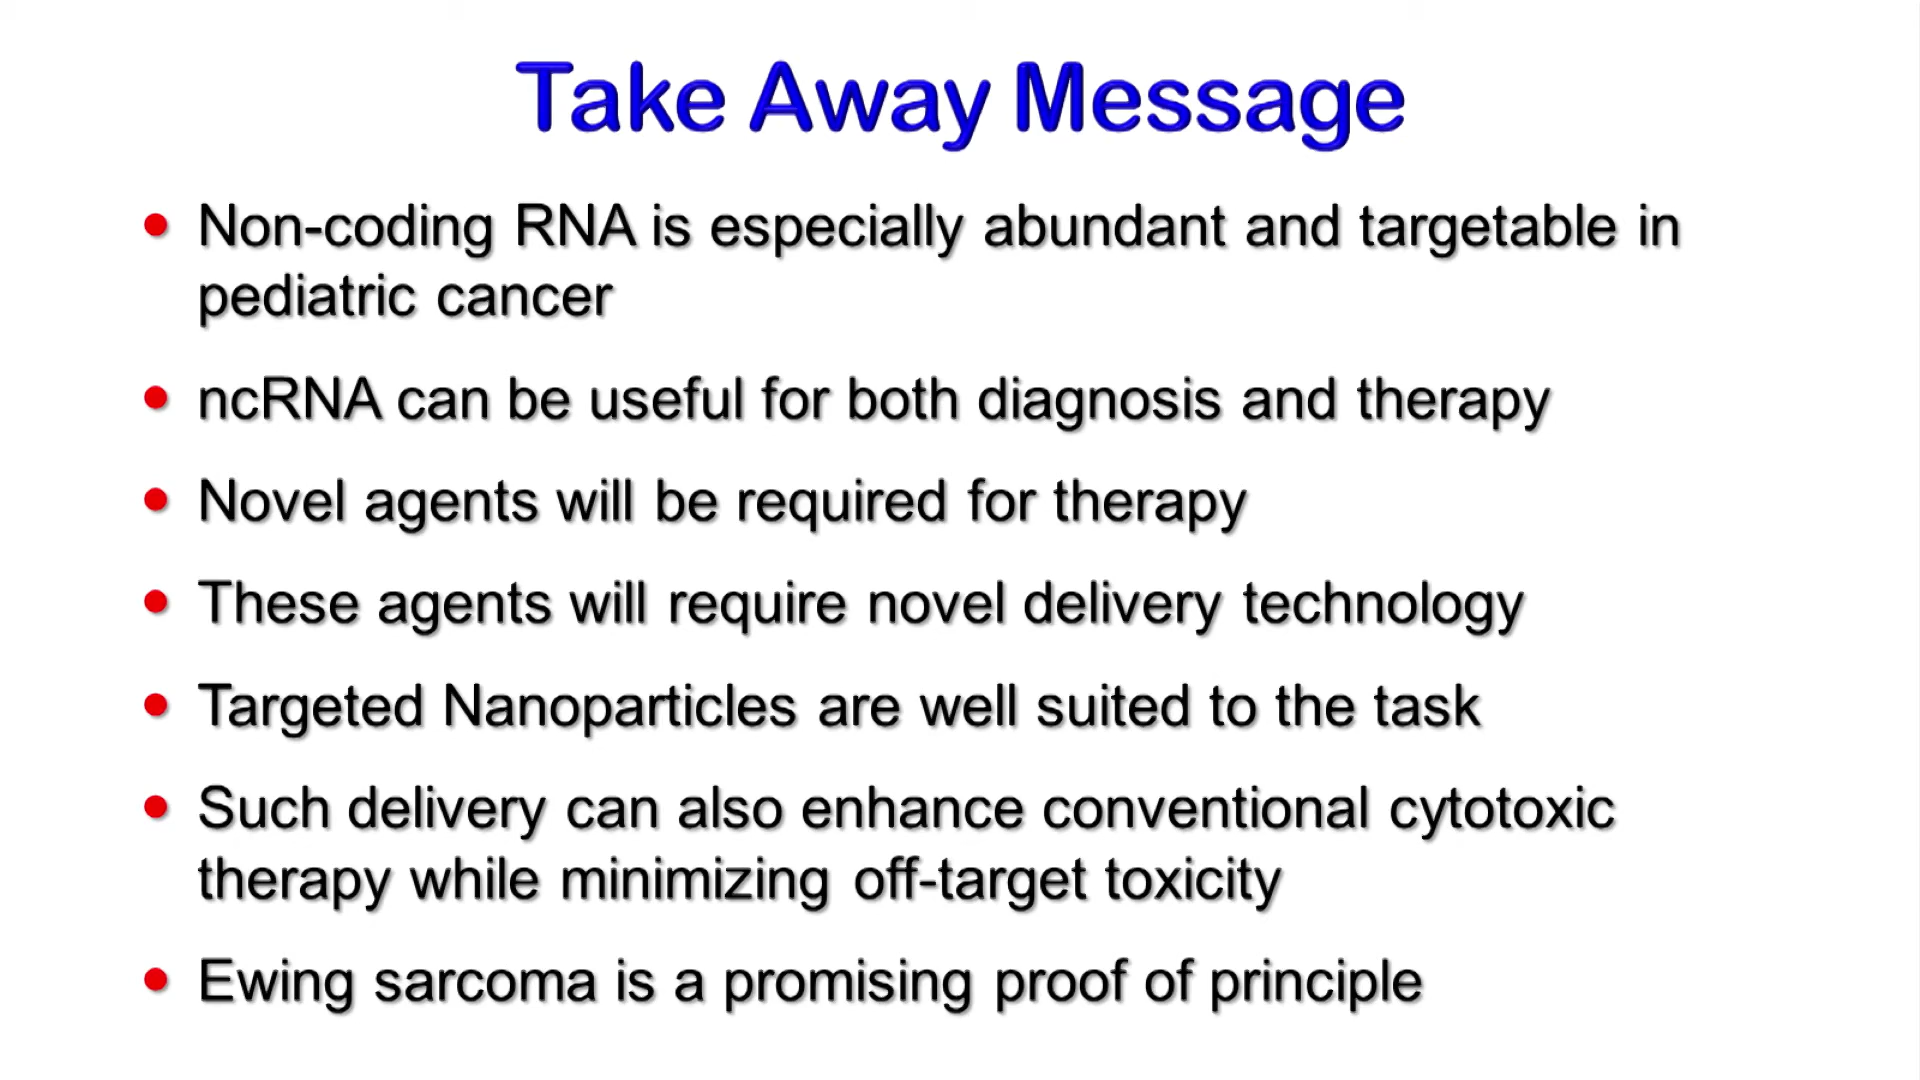 Take Away Message
• Non-coding RNA is especially abundant and targetable in
pediatric cancer
• ncRNA can be useful for both diagnosis and therapy
• Novel agents will be required for therapy
• These agents will require novel delivery technology
• Targeted Nanoparticles are well suited to the task
• Such delivery can also enhance conventional cytotoxic
therapy while minimizing off-target toxicity
• Ewing sarcoma is a promising proof of principle